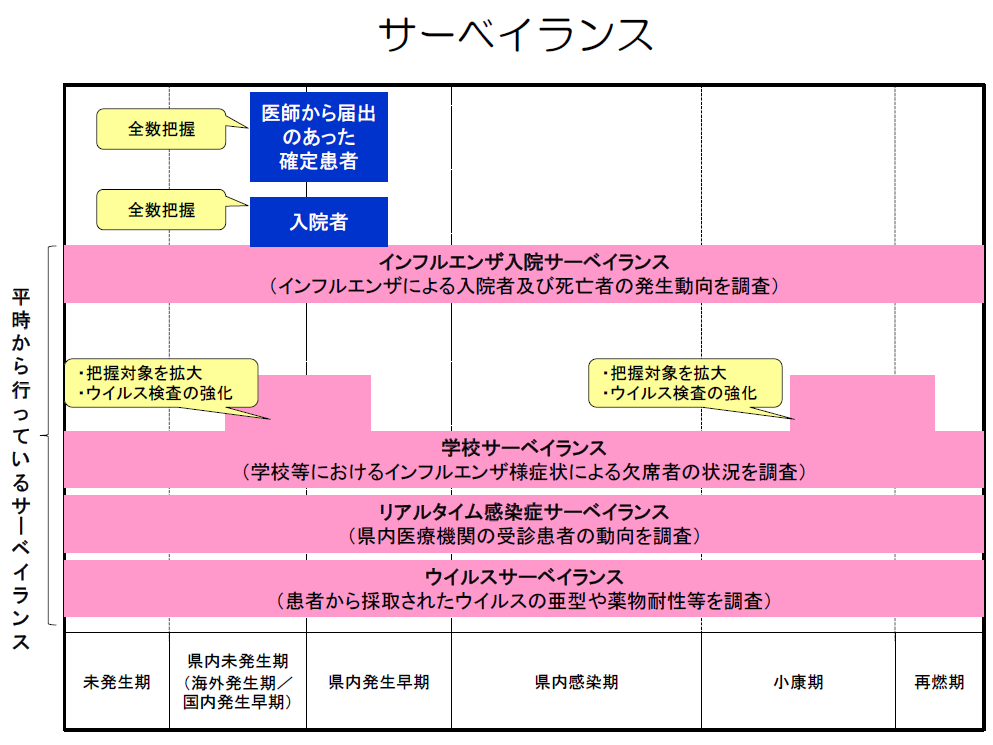 サーベイランス
全数把握
医師から届出
のあった
確定患者
全数把握
入院者
平時から行っているサーベイランス
インフルエンザ入院サーベイランス
（インフルエンザによる入院者及び死亡者の発生動向を調査）
・把握対象を拡大
・ウイルス検査の強化
・把握対象を拡大
・ウイルス検査の強化
学校サーベイランス
（学校等におけるインフルエンザ様症状による欠席者の状況を調査）
リアルタイム感染症サーベイランス
（県内医療機関の受診患者の動向を調査）
ウイルスサーベイランス
（患者から採取されたウイルスの亜型や薬物耐性等を調査）
未発生期
県内未発生期
（海外発生期／
国内発生早期）
県内発生早期
県内感染期
小康期
再燃期